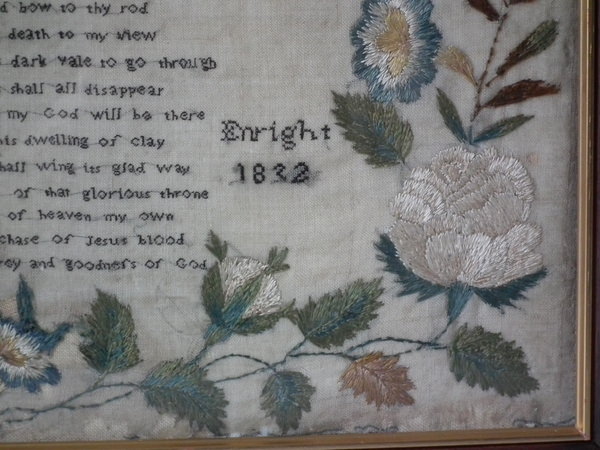 d bow to thy rod
death to my view
dark vale to go through
shall all disappear
my God will be there
his dwelling of clay
hall wing its glad way
of that glorious throne
of heaven my own
chase of Jesus blood
rcy and goodneſs of God
Enright
1832